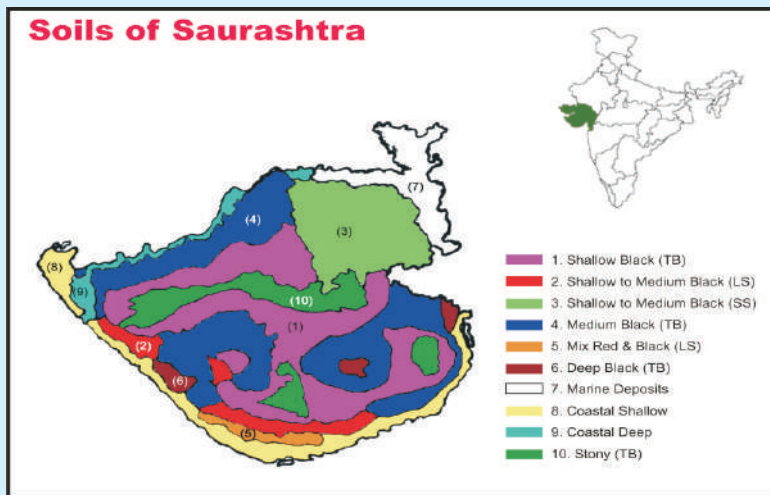 Soils of Saurashtra
(7)
(4)
(3)
(8)
(9)
(10)
(1)
(2)
(6)
(5)
1. Shallow Black (TB)
2. Shallow to Medium Black (LS)
3. Shallow to Medium Black (SS)
4. Medium Black (TB)
5. Mix Red & Black (LS)
6. Deep Black (TB)
7. Marine Deposits
8. Coastal Shallow
9. Coastal Deep
10. Stony (TB)